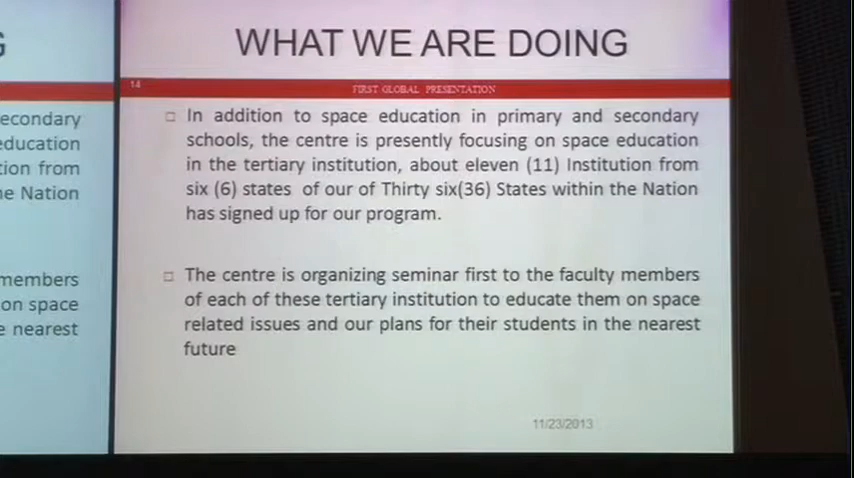 G
econdary
education
tion from
he Nation
members
on space
e nearest
WHAT WE ARE DOING
14
FIRST GLOBAL PRESENTATION
In addition to space education in primary and secondary
schools, the centre is presently focusing on space education
in the tertiary institution, about eleven (11) Institution from
six (6) states of our of Thirty six(36) States within the Nation
has signed up for our program.
The centre is organizing seminar first to the faculty members
of each of these tertiary institution to educate them on space
related issues and our plans for their students in the nearest
future
11/23/2013